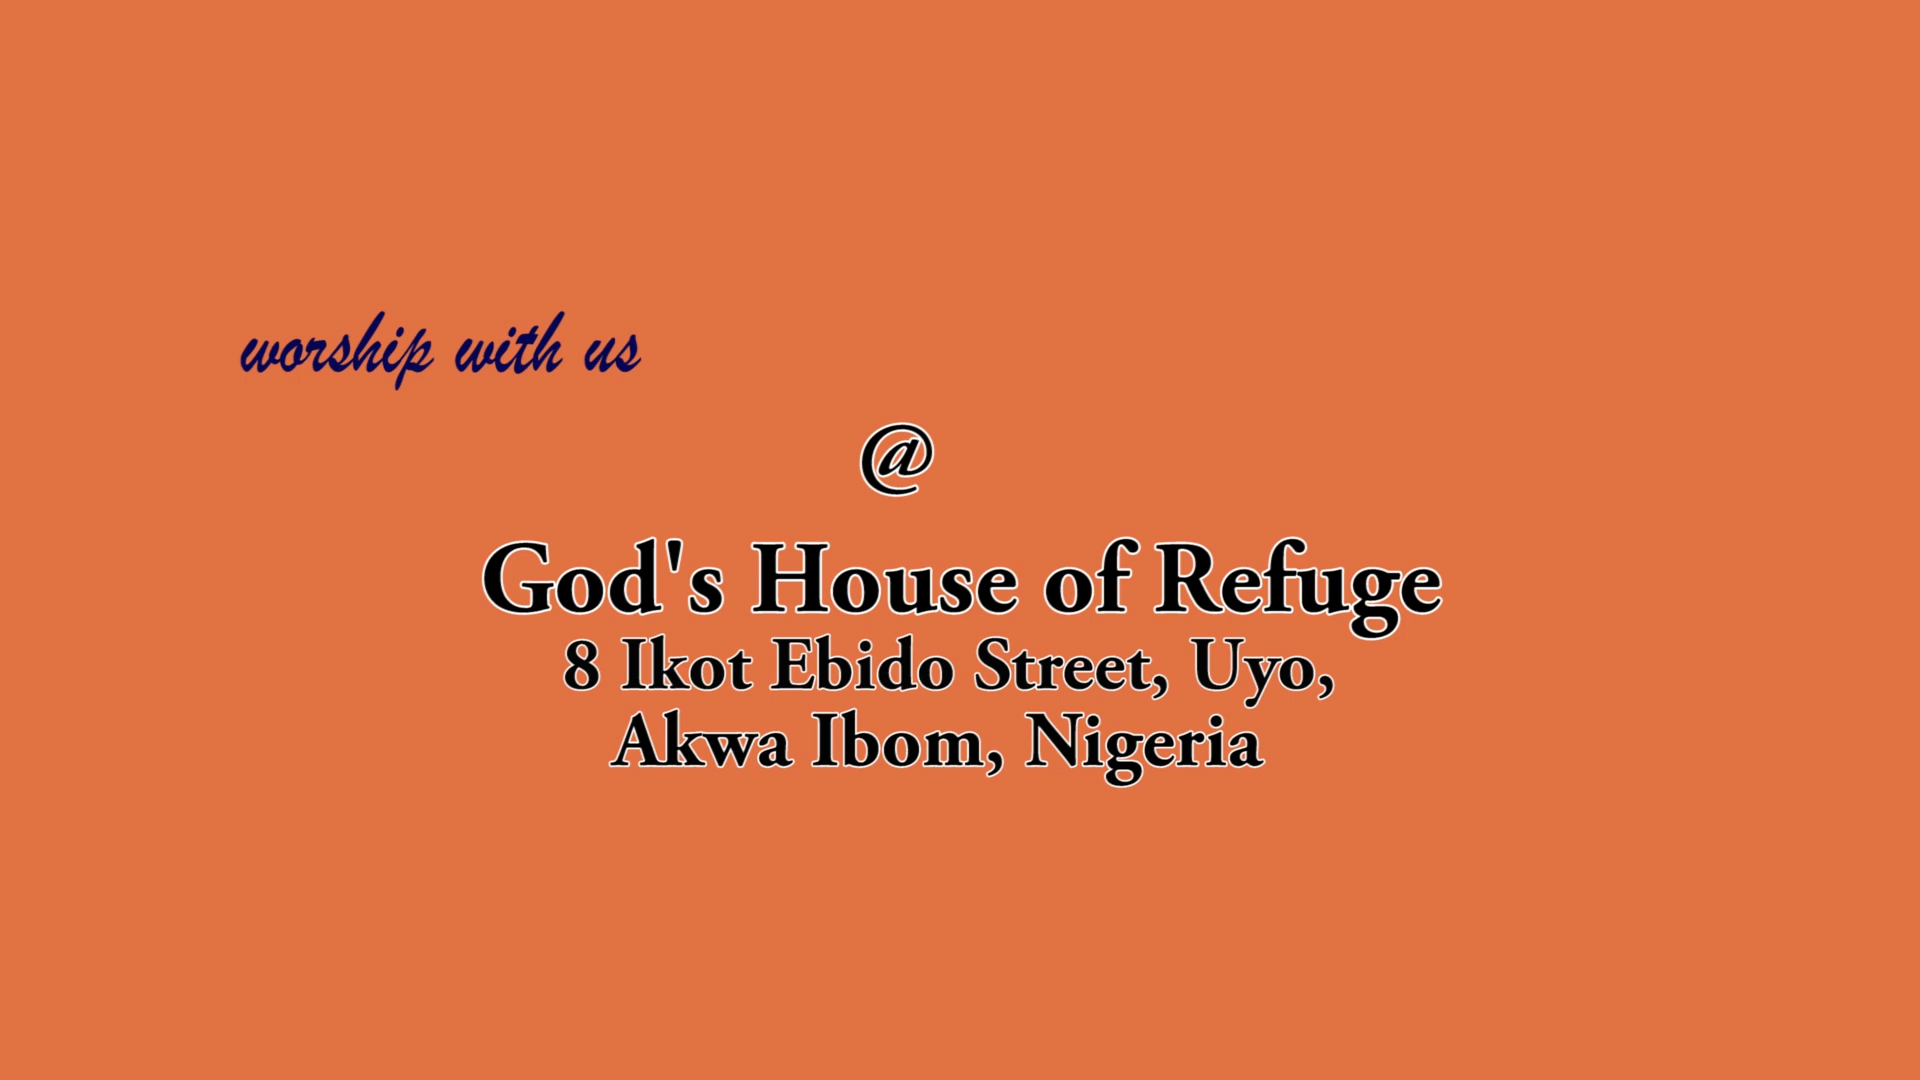 worship with us
@
God's House of Refuge
8 Ikot Ebido Street, Uyo,
Akwa Ibom, Nigeria